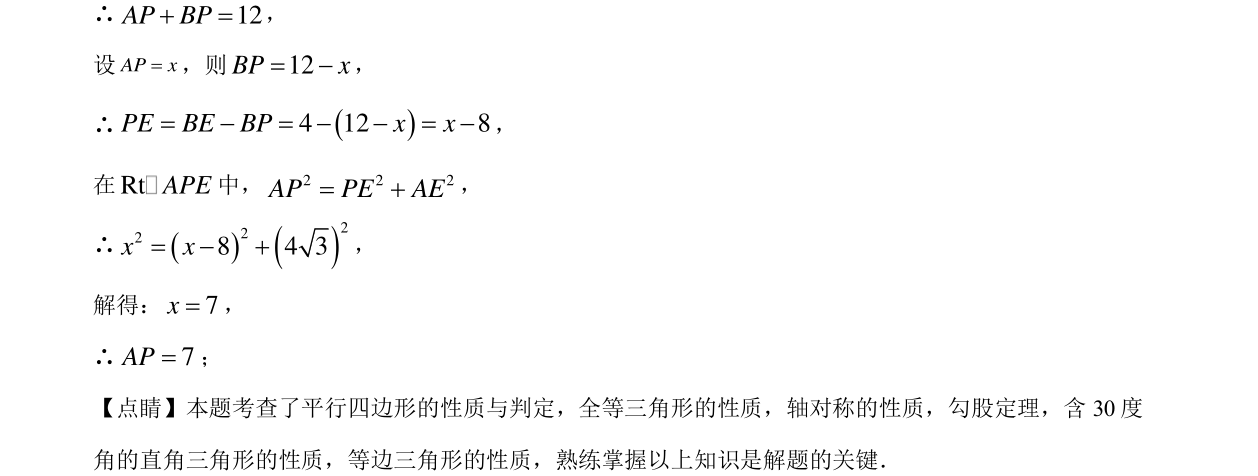 ∴ AP + BP = 12，
设 AP = x，则 BP = 12 − x，
∴ PE = BE − BP = 4 − (12 − x) = x − 8，
在 Rt□ APE 中， AP² = PE² + AE²，
∴ x² = (x − 8)² + (4√3)²，
解得： x = 7，
∴ AP = 7；
【点睛】本题考查了平行四边形的性质与判定，全等三角形的性质，轴对称的性质，勾股定理，含 30 度
角的直角三角形的性质，等边三角形的性质，熟练掌握以上知识是解题的关键．